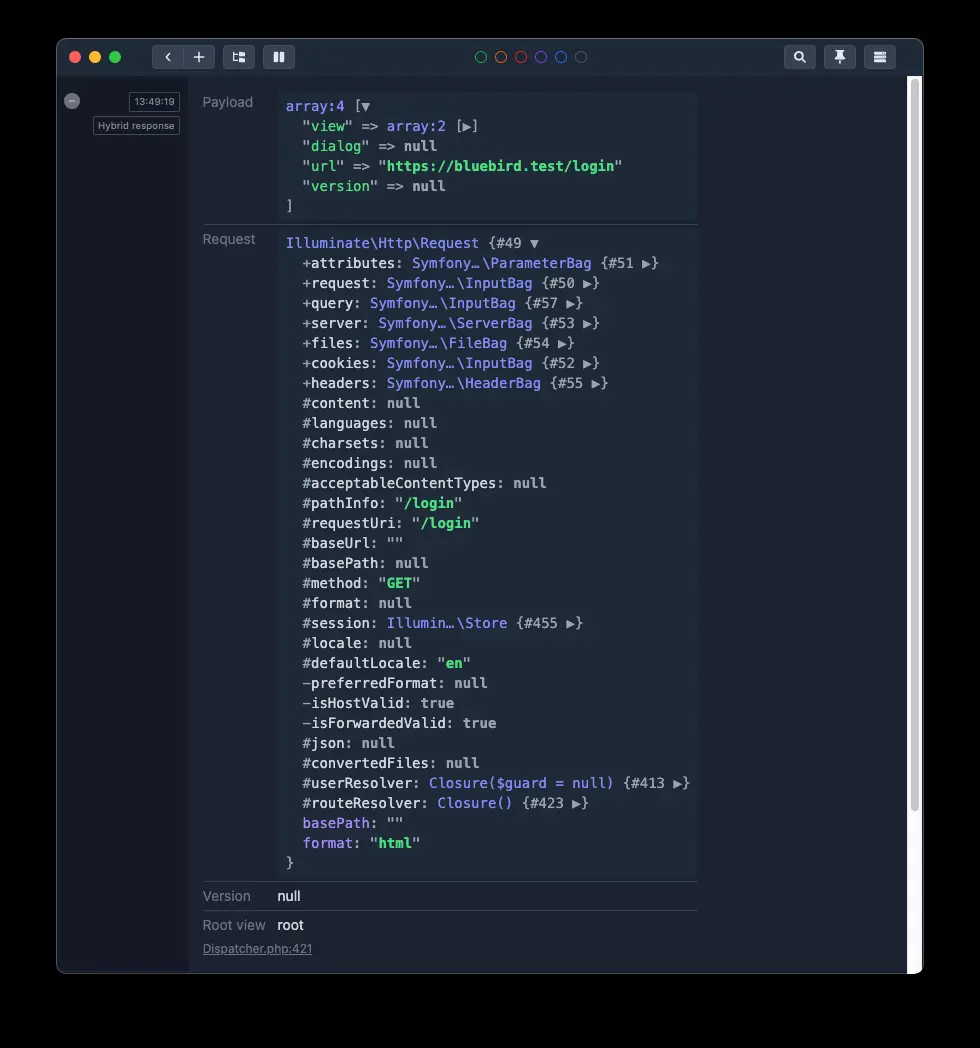 13:49:19
Hybrid response
Payload
array:4 [▼
"view" => array:2 [▶]
"dialog" => null
"url" => "https://bluebird.test/login"
"version" => null
]
Request
Illuminate\Http\Request {#49 ▼
+attributes: Symfony…\ParameterBag {#51 ▶}
+request: Symfony…\InputBag {#50 ▶}
+query: Symfony…\InputBag {#57 ▶}
+server: Symfony…\ServerBag {#53 ▶}
+files: Symfony…\FileBag {#54 ▶}
+cookies: Symfony…\InputBag {#52 ▶}
+headers: Symfony…\HeaderBag {#55 ▶}
#content: null
#languages: null
#charsets: null
#encodings: null
#acceptableContentTypes: null
#pathInfo: "/login"
#requestUri: "/login"
#baseUrl: ""
#basePath: null
#method: "GET"
#format: null
#session: Illumin…\Store {#455 ▶}
#locale: null
#defaultLocale: "en"
-preferredFormat: null
-isHostValid: true
-isForwardedValid: true
#json: null
#convertedFiles: null
#userResolver: Closure($guard = null) {#413 ▶}
#routeResolver: Closure() {#423 ▶}
basePath: ""
format: "html"
}
Version null
Root view root
Dispatcher.php:421